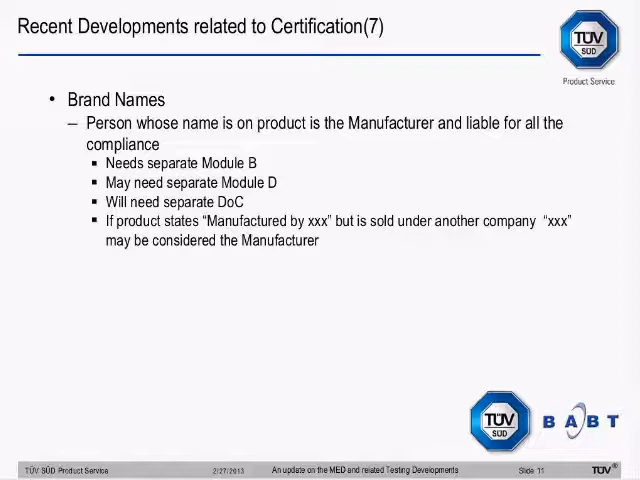 Recent Developments related to Certification(7)
TÜV
SÜD
Product Service
• Brand Names
– Person whose name is on product is the Manufacturer and liable for all the
compliance
▪ Needs separate Module B
▪ May need separate Module D
▪ Will need separate DoC
▪ If product states “Manufactured by xxx” but is sold under another company “xxx”
may be considered the Manufacturer
TÜV
SÜD
BABT
TÜV SÜD Product Service 2/27/2013 An update on the MED and related Testing Developments Slide 11 TÜV®